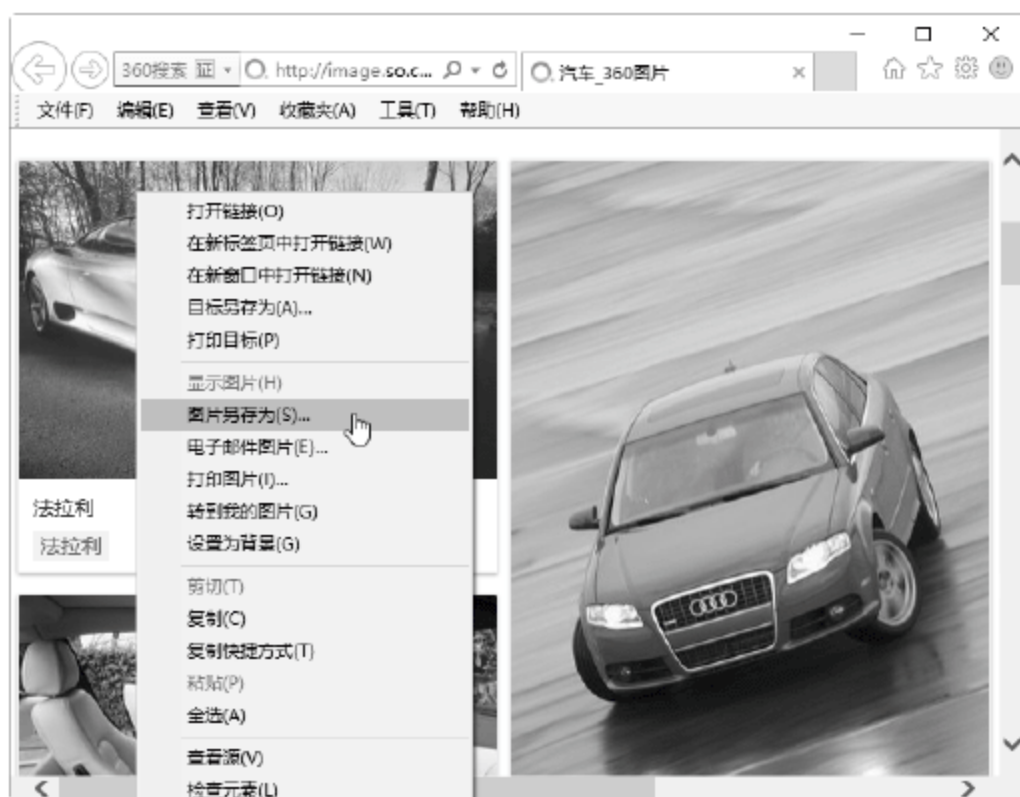 360搜索 http://image.so.c... 汽车_360图片
文件(F) 编辑(E) 查看(V) 收藏夹(A) 工具(T) 帮助(H)
打开链接(O)
在新标签页中打开链接(W)
在新窗口中打开链接(N)
目标另存为(A)...
打印目标(P)
显示图片(H)
图片另存为(S)...
电子邮件图片(E)...
打印图片(I)...
转到我的图片(G)
设置为背景(G)
剪切(T)
复制(C)
复制快捷方式(T)
粘贴(P)
全选(A)
查看源(V)
检查元素(L)
法拉利
法拉利